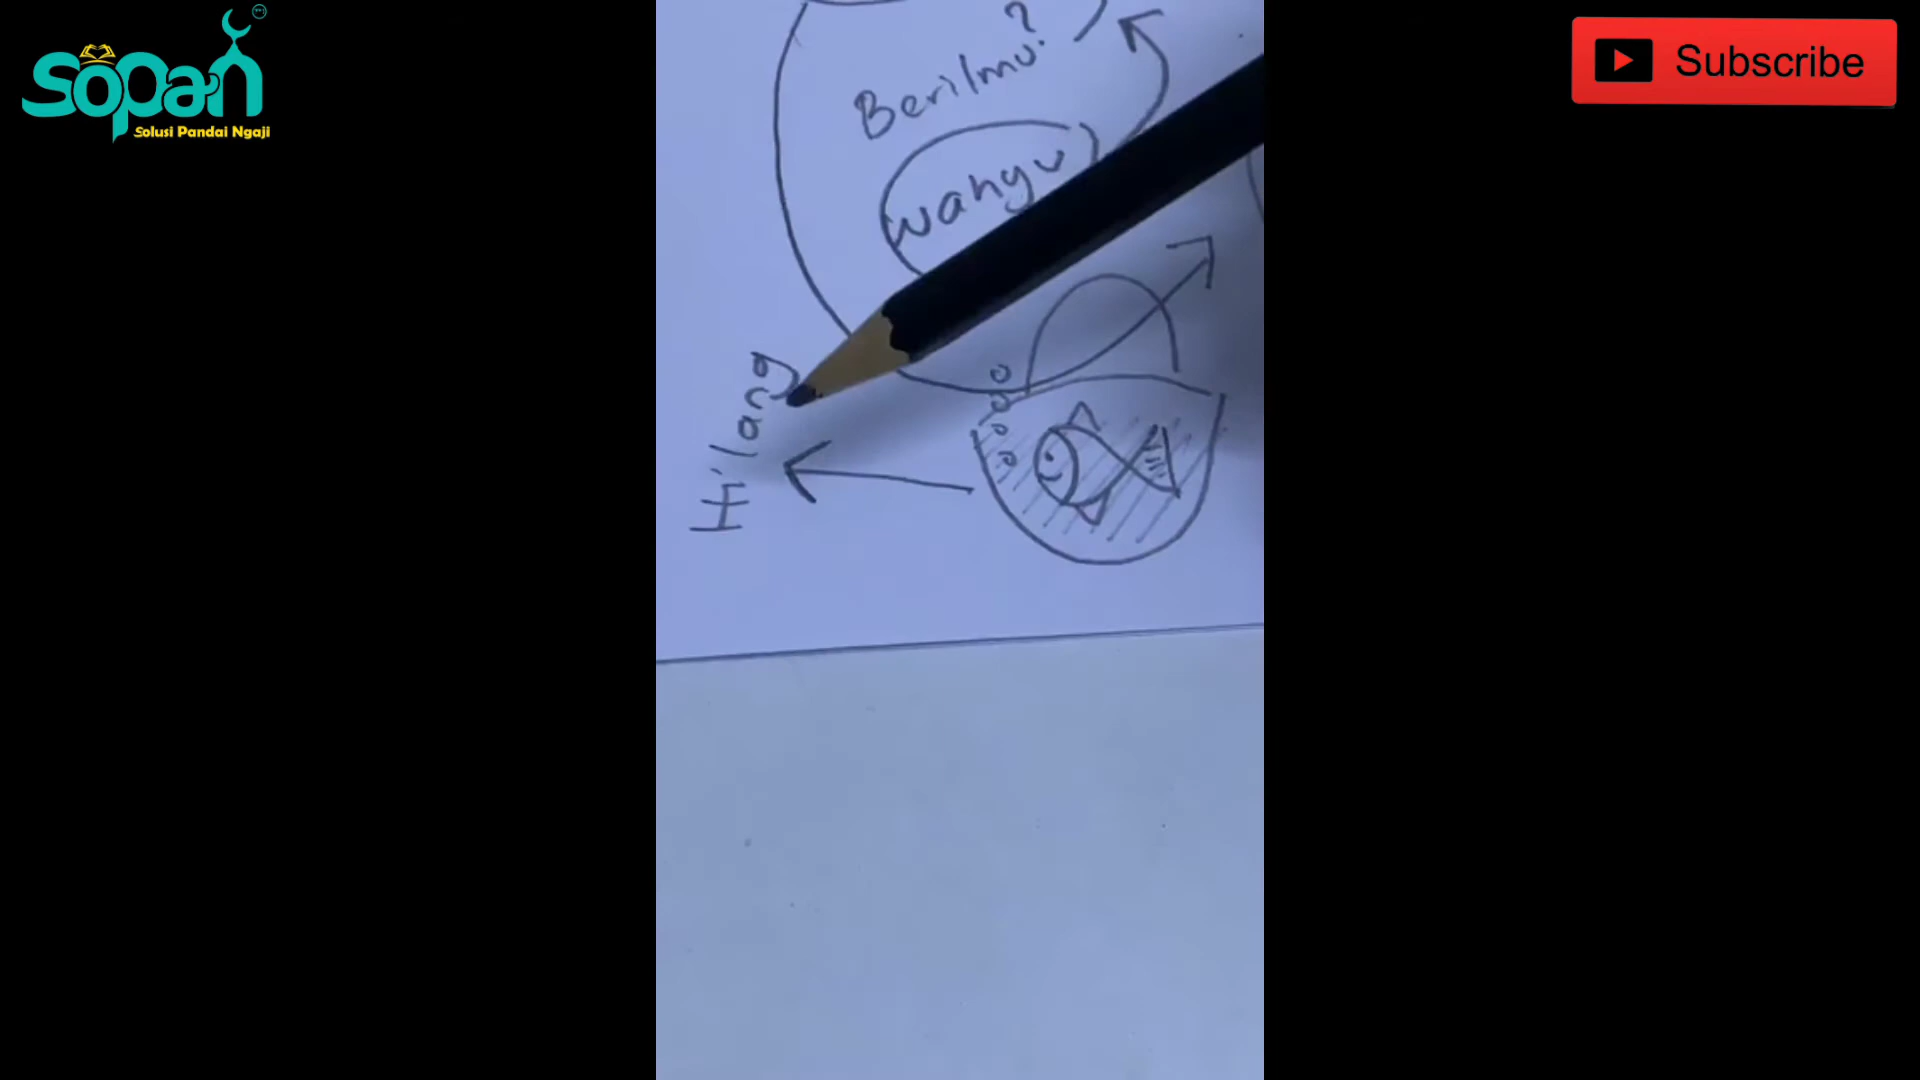 sopan
Solusi Pandai Ngaji
Subscribe
Berilmu?
wahyu
Hilang